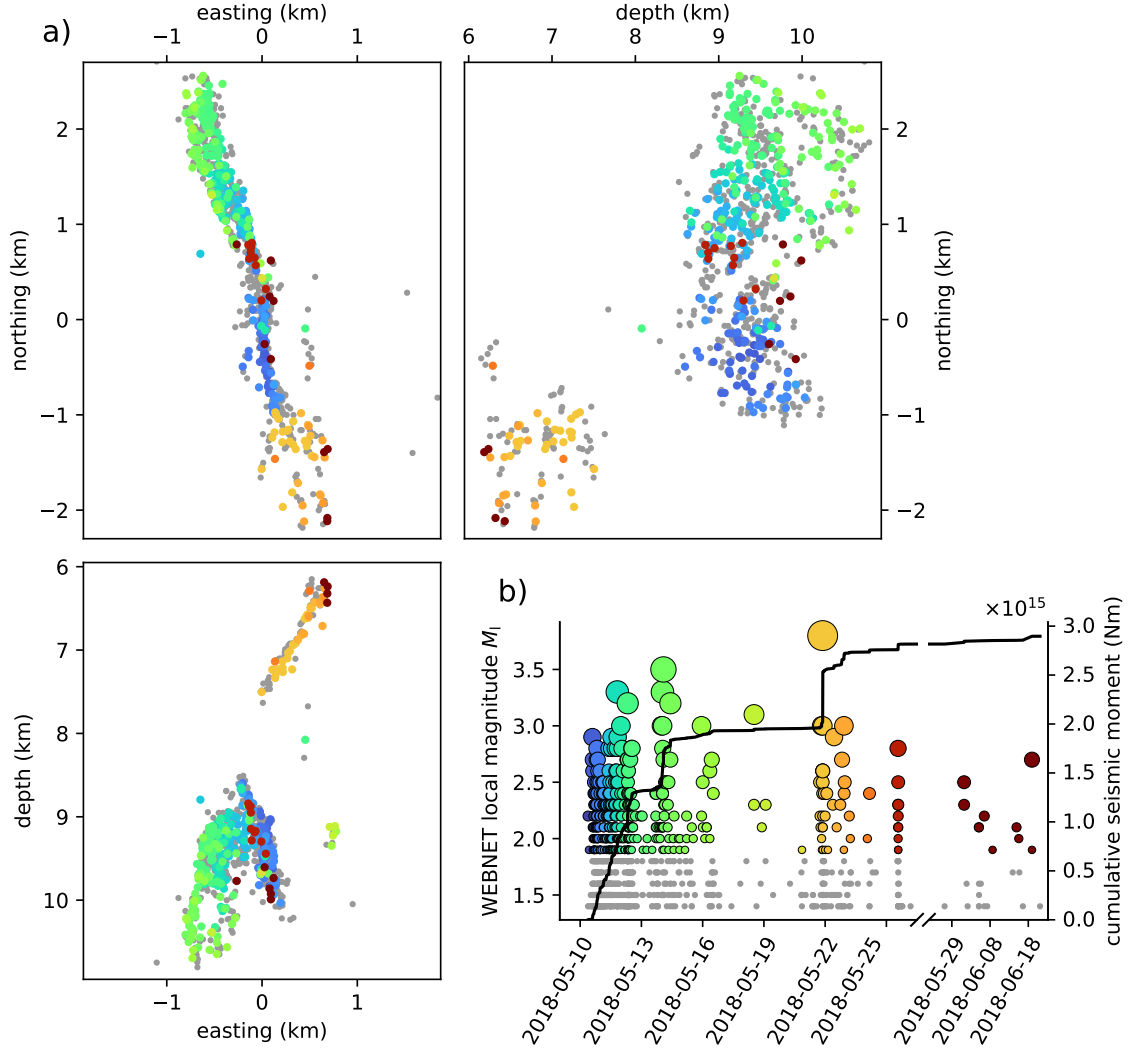 a)
easting (km)
−1 0 1
depth (km)
6 7 8 9 10
northing (km)
2
1
0
−1
−2
northing (km)
2
1
0
−1
−2
depth (km)
6
7
8
9
10
−1 0 1
easting (km)
b)
×10¹⁵
WEBNET local magnitude Mₗ
3.5
3.0
2.5
2.0
1.5
cumulative seismic moment (Nm)
3.0
2.5
2.0
1.5
1.0
0.5
0.0
2018-05-10
2018-05-13
2018-05-16
2018-05-19
2018-05-22
2018-05-25
2018-05-29
2018-06-08
2018-06-18